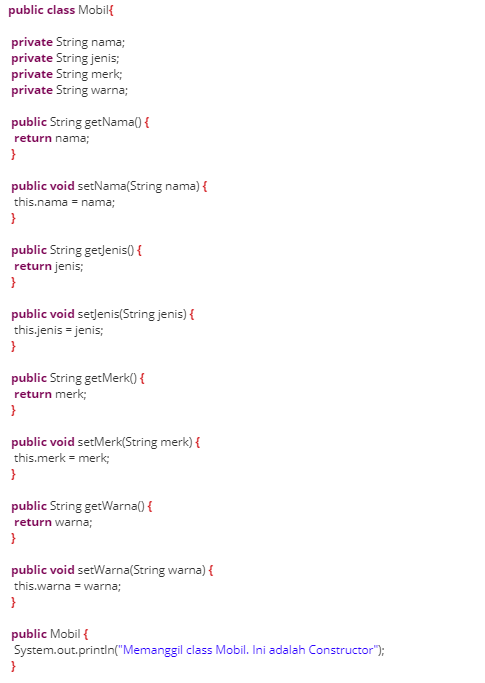 public class Mobil{
private String nama;
private String jenis;
private String merk;
private String warna;
public String getNama() {
return nama;
}
public void setNama(String nama) {
this.nama = nama;
}
public String getJenis() {
return jenis;
}
public void setJenis(String jenis) {
this.jenis = jenis;
}
public String getMerk() {
return merk;
}
public void setMerk(String merk) {
this.merk = merk;
}
public String getWarna() {
return warna;
}
public void setWarna(String warna) {
this.warna = warna;
}
public Mobil {
System.out.println("Memanggil class Mobil. Ini adalah Constructor");
}